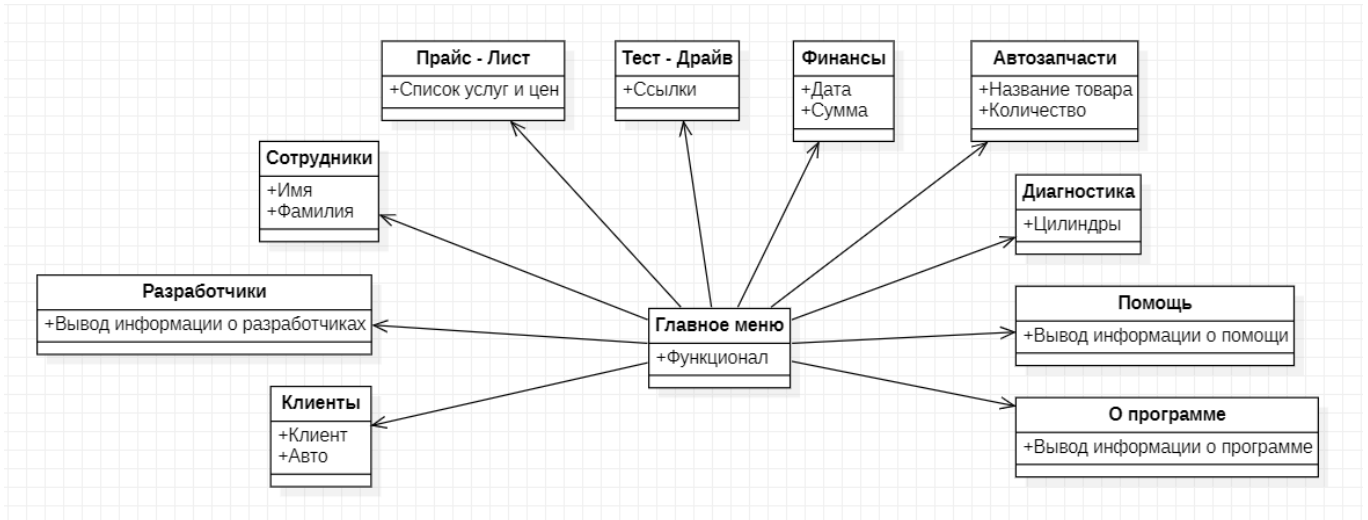 Прайс - Лист
+Список услуг и цен
Тест - Драйв
+Ссылки
Финансы
+Дата
+Сумма
Автозапчасти
+Название товара
+Количество
Сотрудники
+Имя
+Фамилия
Диагностика
+Цилиндры
Разработчики
+Вывод информации о разработчиках
Главное меню
+Функционал
Помощь
+Вывод информации о помощи
Клиенты
+Клиент
+Авто
О программе
+Вывод информации о программе